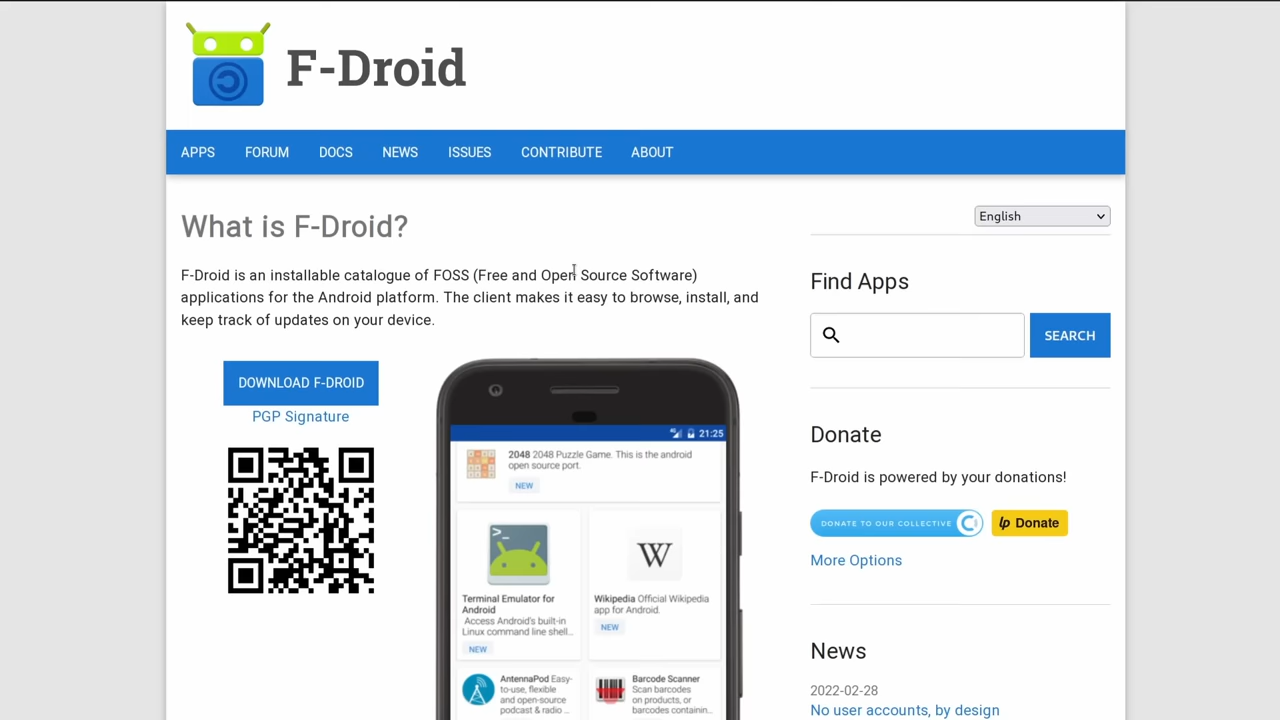 F-Droid
APPS FORUM DOCS NEWS ISSUES CONTRIBUTE ABOUT
What is F-Droid?
F-Droid is an installable catalogue of FOSS (Free and Open Source Software)
applications for the Android platform. The client makes it easy to browse, install, and
keep track of updates on your device.
DOWNLOAD F-DROID
PGP Signature
21:25
2048 2048 Puzzle Game. This is the android
open source port.
NEW
>_
Terminal Emulator for
Android
Access Android's built-in
Linux command line shell...
NEW
W
Wikipedia Official Wikipedia
app for Android.
NEW
AntennaPod Easy-
to-use, flexible
and open-source
podcast & radio ...
Barcode Scanner
Scan barcodes
on products, or
barcodes containin...
English
Find Apps
SEARCH
Donate
F-Droid is powered by your donations!
DONATE TO OUR COLLECTIVE
lp Donate
More Options
News
2022-02-28
No user accounts, by design